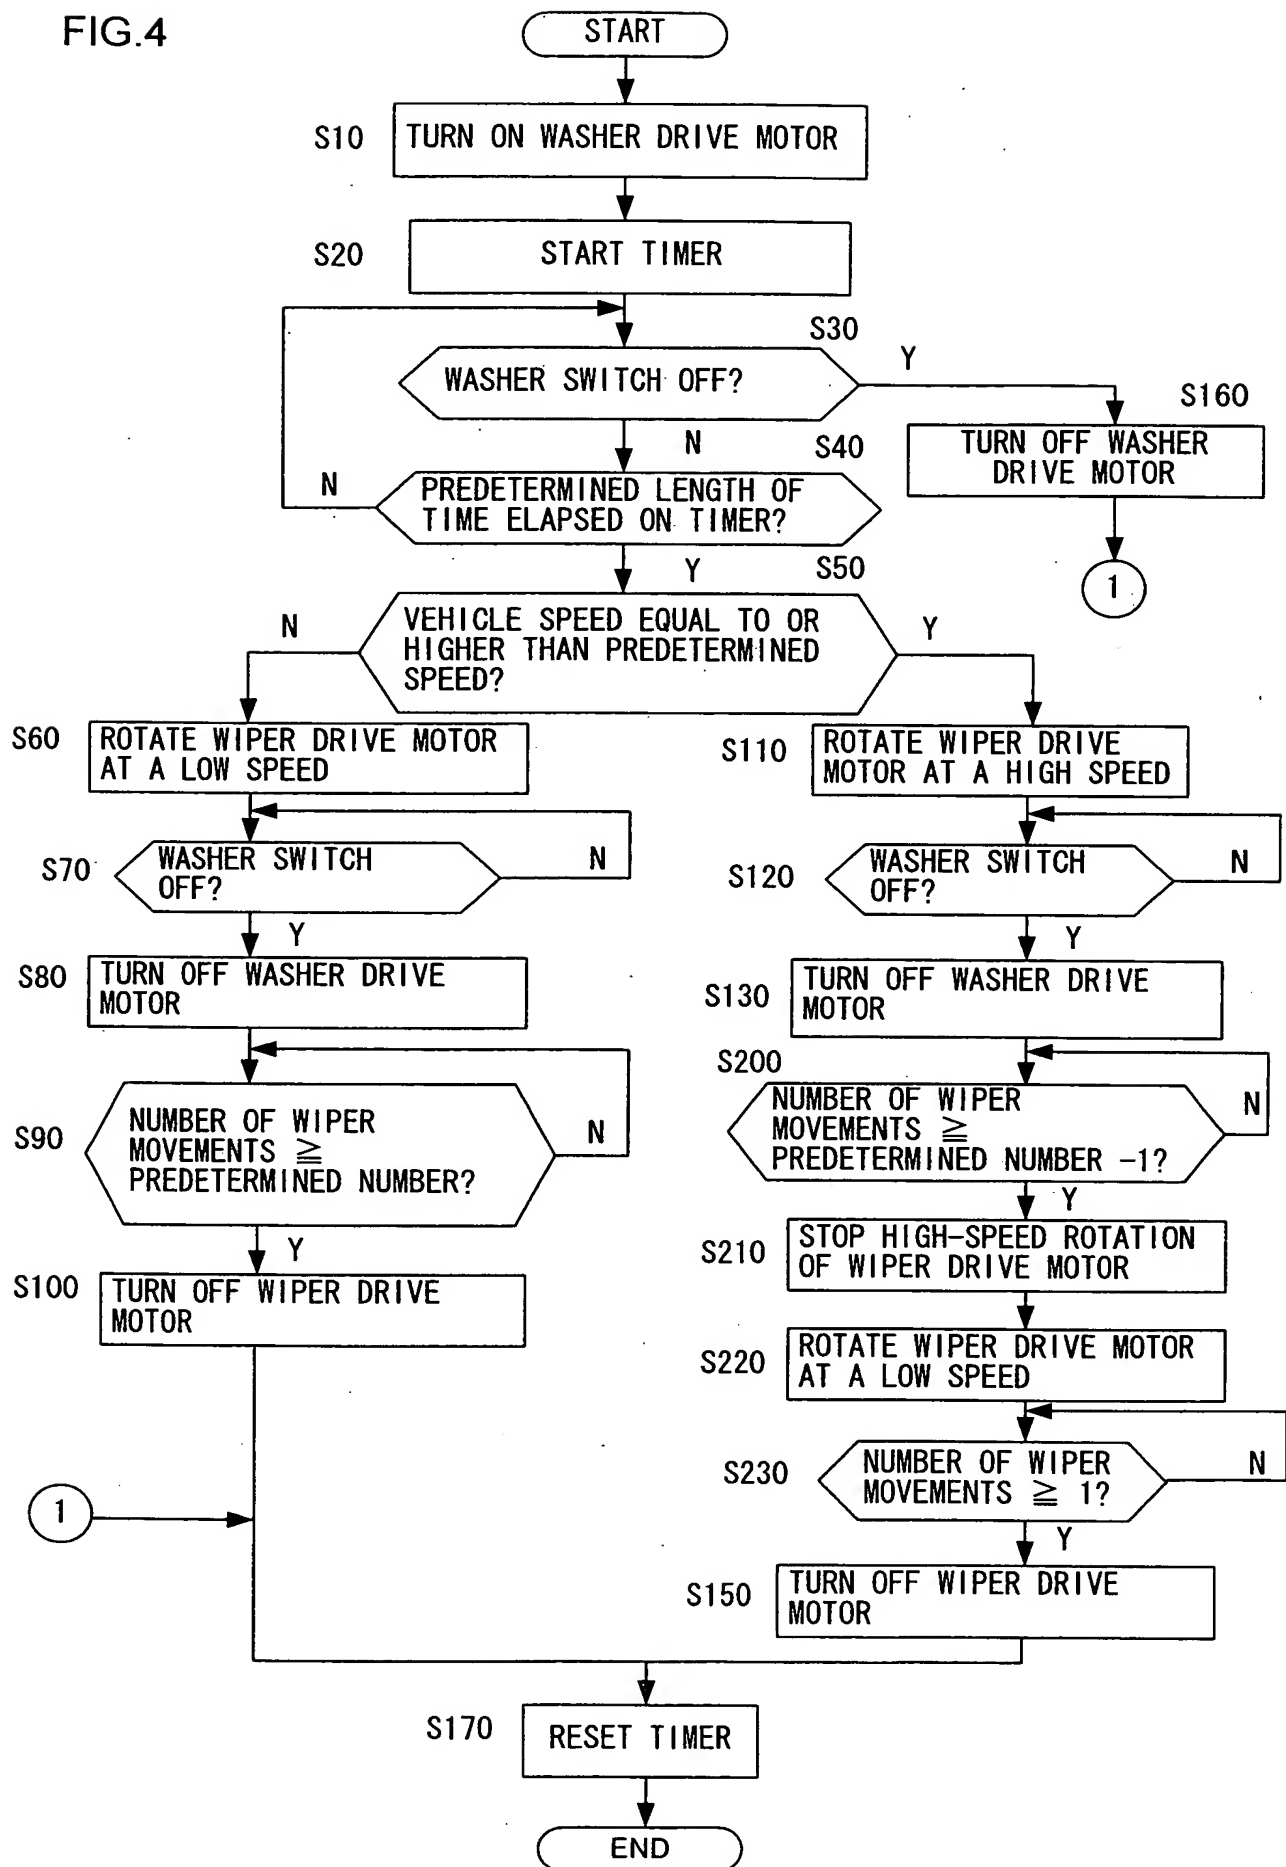 FIG.4
START
S10
TURN ON WASHER DRIVE MOTOR
S20
START TIMER
S30
WASHER SWITCH OFF?
Y
S160
TURN OFF WASHER
DRIVE MOTOR
1
N
S40
PREDETERMINED LENGTH OF
TIME ELAPSED ON TIMER?
N
Y
S50
VEHICLE SPEED EQUAL TO OR
HIGHER THAN PREDETERMINED
SPEED?
N
Y
S60
ROTATE WIPER DRIVE MOTOR
AT A LOW SPEED
S70
WASHER SWITCH
OFF?
N
Y
S80
TURN OFF WASHER DRIVE
MOTOR
S90
NUMBER OF WIPER
MOVEMENTS ≧
PREDETERMINED NUMBER?
N
Y
S100
TURN OFF WIPER DRIVE
MOTOR
1
S110
ROTATE WIPER DRIVE
MOTOR AT A HIGH SPEED
S120
WASHER SWITCH
OFF?
N
Y
S130
TURN OFF WASHER DRIVE
MOTOR
S200
NUMBER OF WIPER
MOVEMENTS ≧
PREDETERMINED NUMBER -1?
N
Y
S210
STOP HIGH-SPEED ROTATION
OF WIPER DRIVE MOTOR
S220
ROTATE WIPER DRIVE MOTOR
AT A LOW SPEED
S230
NUMBER OF WIPER
MOVEMENTS ≧ 1?
N
Y
S150
TURN OFF WIPER DRIVE
MOTOR
S170
RESET TIMER
END